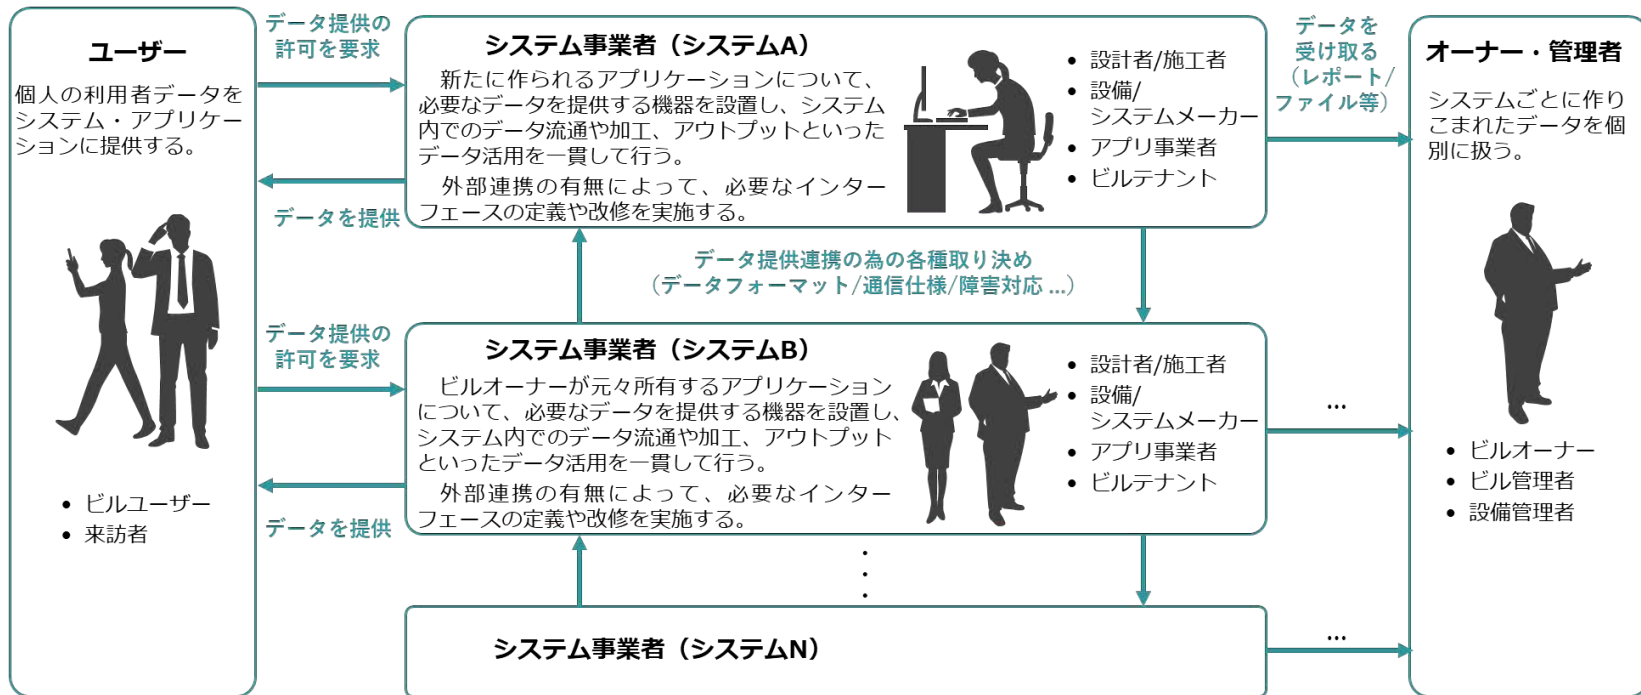 ユーザー
個人の利用者データを
システム・アプリケー
ションに提供する。
• ビルユーザー
• 来訪者
データ提供の
許可を要求
データを提供
データ提供の
許可を要求
データを提供
システム事業者（システムA）
新たに作られるアプリケーションについて、
必要なデータを提供する機器を設置し、システム
内でのデータ流通や加工、アウトプットといった
データ活用を一貫して行う。
外部連携の有無によって、必要なインター
フェースの定義や改修を実施する。
• 設計者/施工者
• 設備/
システムメーカー
• アプリ事業者
• ビルテナント
データ提供連携の為の各種取り決め
（データフォーマット/通信仕様/障害対応 ...）
システム事業者（システムB）
ビルオーナーが元々所有するアプリケーション
について、必要なデータを提供する機器を設置し、
システム内でのデータ流通や加工、アウトプット
といったデータ活用を一貫して行う。
外部連携の有無によって、必要なインター
フェースの定義や改修を実施する。
• 設計者/施工者
• 設備/
システムメーカー
• アプリ事業者
• ビルテナント
・
・
・
システム事業者（システムN）
データを
受け取る
（レポート/
ファイル等）
...
...
オーナー・管理者
システムごとに作り
こまれたデータを個
別に扱う。
• ビルオーナー
• ビル管理者
• 設備管理者